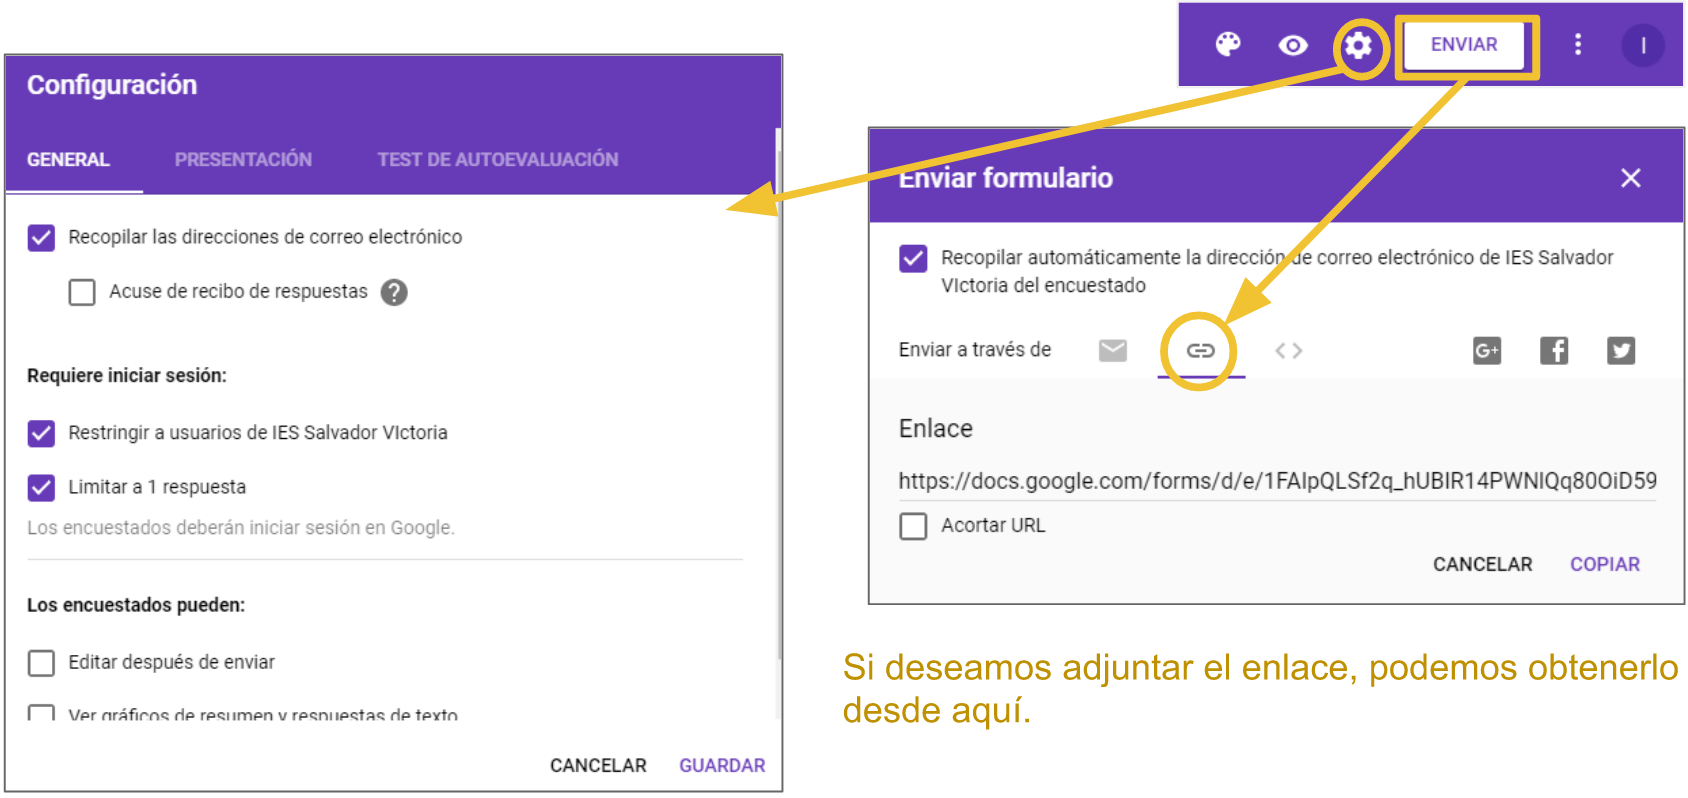 ENVIAR
I
Configuración
GENERAL PRESENTACIÓN TEST DE AUTOEVALUACIÓN
Recopilar las direcciones de correo electrónico
Acuse de recibo de respuestas ?
Requiere iniciar sesión:
Restringir a usuarios de IES Salvador VIctoria
Limitar a 1 respuesta
Los encuestados deberán iniciar sesión en Google.
Los encuestados pueden:
Editar después de enviar
Ver gráficos de resumen y respuestas de texto
CANCELAR GUARDAR
Enviar formulario
Recopilar automáticamente la dirección de correo electrónico de IES Salvador
VIctoria del encuestado
Enviar a través de
G+
Enlace
https://docs.google.com/forms/d/e/1FAIpQLSf2q_hUBIR14PWNIQq80OiD59
Acortar URL
CANCELAR COPIAR
Si deseamos adjuntar el enlace, podemos obtenerlo
desde aquí.